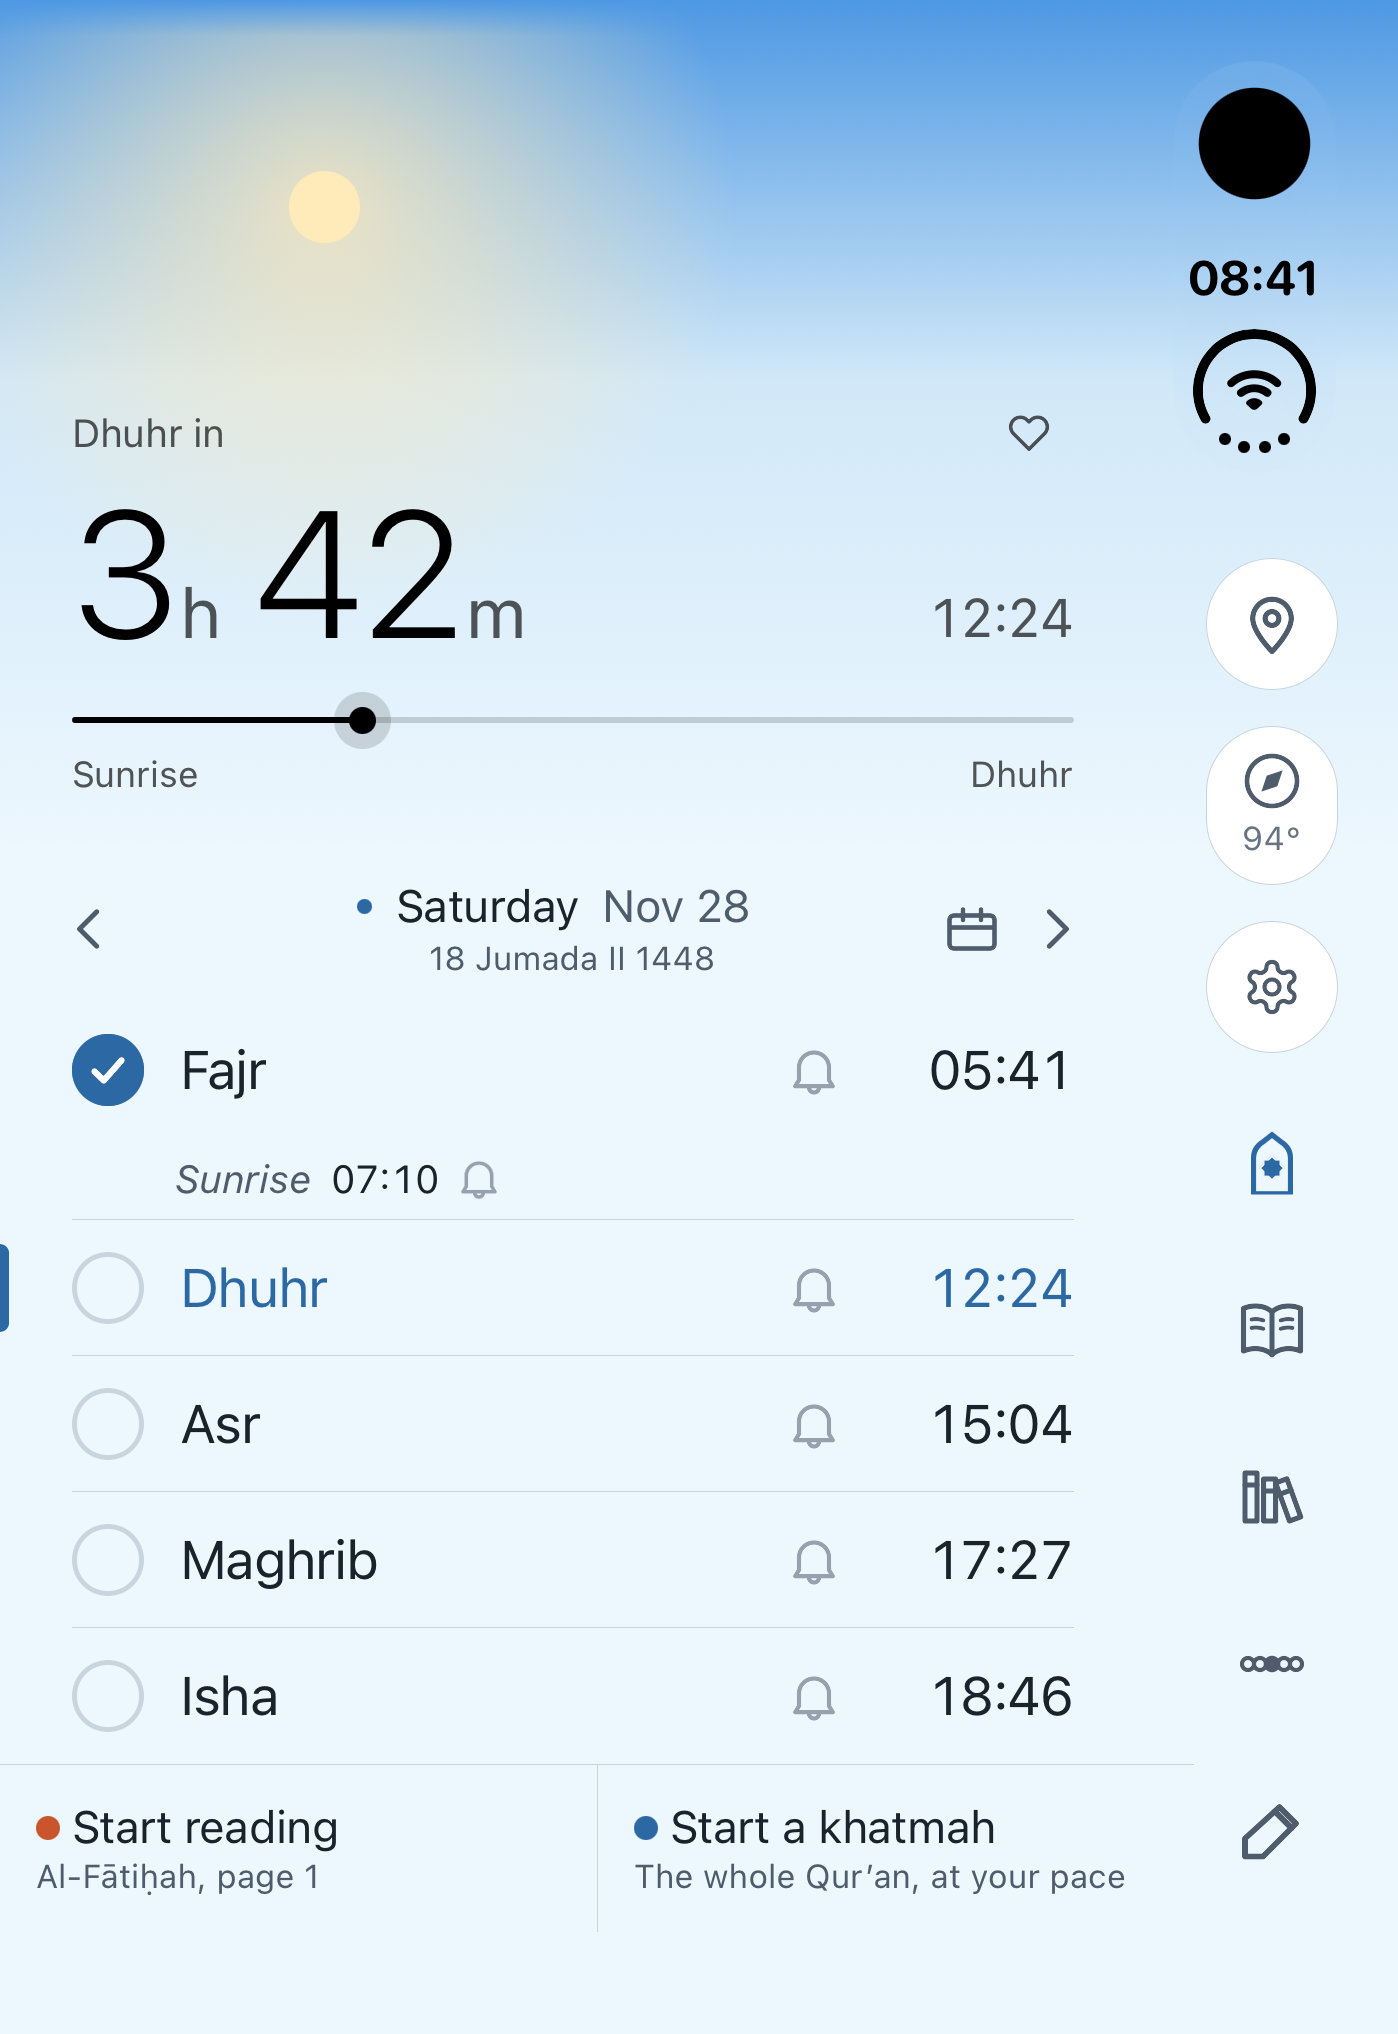 08:41
Dhuhr in
3h 42m
12:24
Sunrise
Dhuhr
94°
Saturday Nov 28
18 Jumada II 1448
Fajr 05:41
Sunrise 07:10
Dhuhr 12:24
Asr 15:04
Maghrib 17:27
Isha 18:46
Start reading
Al-Fātiḥah, page 1
Start a khatmah
The whole Qurʼan, at your pace